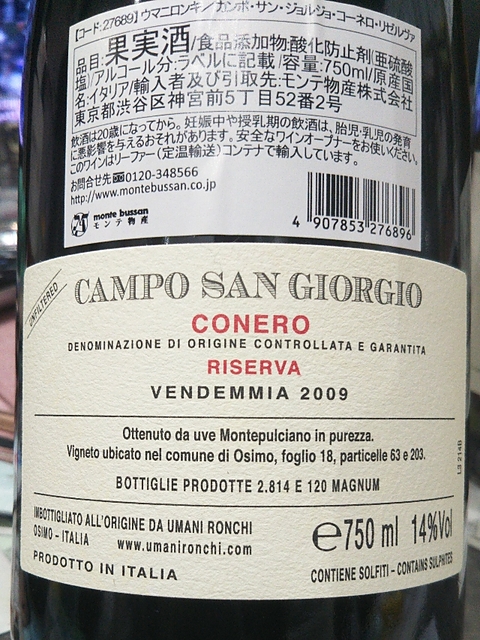 【コード:27689】ウマニロンキ/カンポ・サン・ジョルジョ・コーネロ・リゼルヴァ
品目:果実酒/食品添加物:酸化防止剤(亜硫酸
塩)/アルコール分:ラベルに記載/容量:750ml/原産国
名:イタリア/輸入者及び引取先:モンテ物産株式会社
東京都渋谷区神宮前5丁目52番2号
飲酒は20歳になってから。妊娠中や授乳期の飲酒は、胎児・乳児の発育
に悪影響を与えるおそれがあります。安全なワインオープナーをお使いください。
このワインはリーファー(定温輸送)コンテナで輸入しています。
お問合せ先 0120-348566
http://www.montebussan.co.jp
monte bussan
モンテ物産
4 907853 276896
UNFILTERED
CAMPO SAN GIORGIO
CONERO
DENOMINAZIONE DI ORIGINE CONTROLLATA E GARANTITA
RISERVA
VENDEMMIA 2009
Ottenuto da uve Montepulciano in purezza.
Vigneto ubicato nel comune di Osimo, foglio 18, particelle 63 e 203.
BOTTIGLIE PRODOTTE 2.814 E 120 MAGNUM
L3 214B
IMBOTTIGLIATO ALL'ORIGINE DA UMANI RONCHI
OSIMO - ITALIA www.umanironchi.com
PRODOTTO IN ITALIA
℮750 ml 14%Vol
CONTIENE SOLFITI - CONTAINS SULPHITES